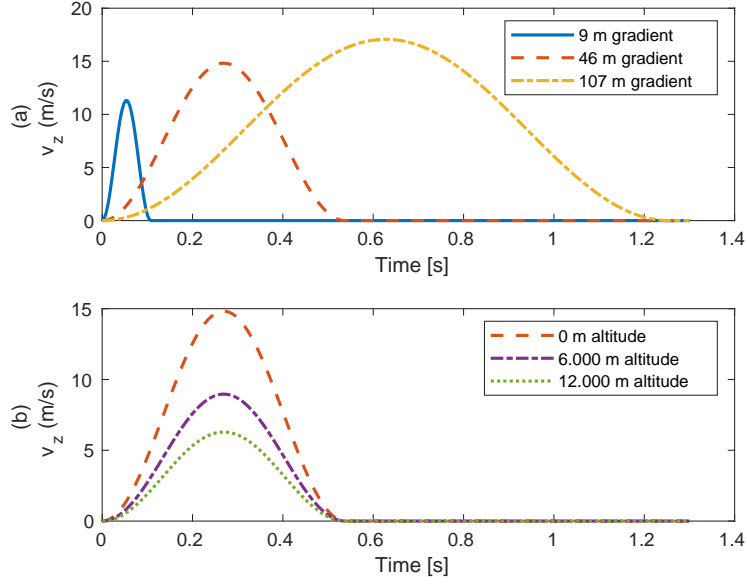 20
15
10
5
0
(a)
v_z (m/s)
9 m gradient
46 m gradient
107 m gradient
0 0.2 0.4 0.6 0.8 1 1.2 1.4
Time [s]
15
10
5
0
(b)
v_z (m/s)
0 m altitude
6.000 m altitude
12.000 m altitude
0 0.2 0.4 0.6 0.8 1 1.2 1.4
Time [s]